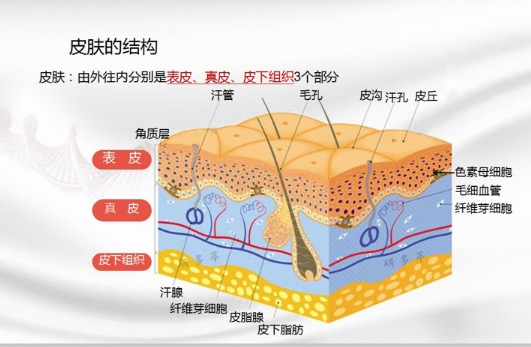 皮肤的结构
皮肤：由外往内分别是表皮、真皮、皮下组织3个部分
汗管 毛孔 皮沟 汗孔 皮丘
角质层
表 皮
色素母细胞
毛细血管
真 皮
纤维芽细胞
皮下组织
汗腺
纤维芽细胞
皮脂腺
皮下脂肪